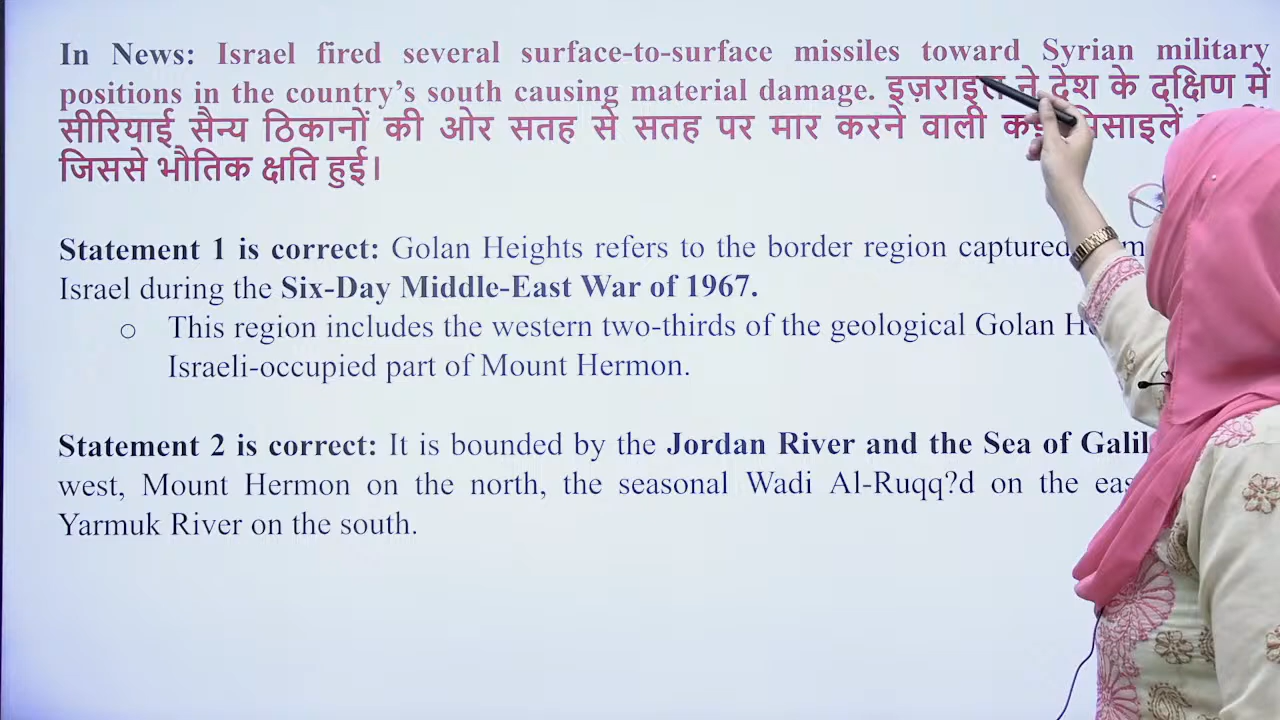 In News: Israel fired several surface-to-surface missiles toward Syrian military
positions in the country's south causing material damage. इज़राइल ने देश के दक्षिण में
सीरियाई सैन्य ठिकानों की ओर सतह से सतह पर मार करने वाली
जिससे भौतिक क्षति हुई।
Statement 1 is correct: Golan Heights refers to the border region captured
Israel during the Six-Day Middle-East War of 1967.
o This region includes the western two-thirds of the geological Golan
Israeli-occupied part of Mount Hermon.
Statement 2 is correct: It is bounded by the Jordan River and the Sea of
west, Mount Hermon on the north, the seasonal Wadi Al-Ruqq?d on the
Yarmuk River on the south.